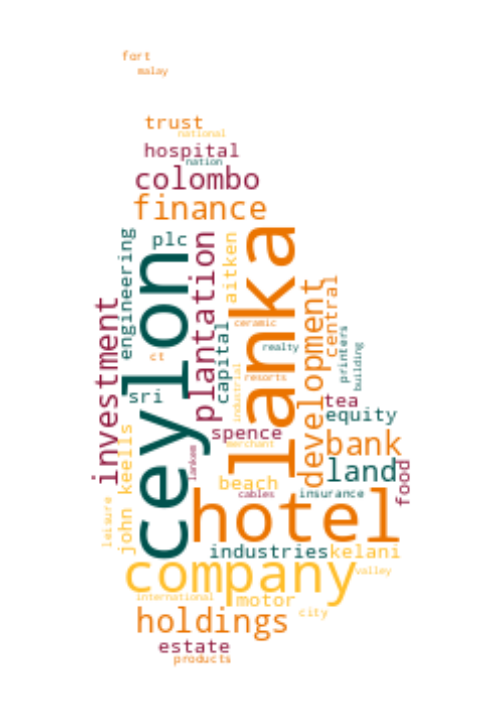 fort
malay
trust
national
hospital
nation
colombo
finance
engineering
plc
plantation
aitken
lanka
ceylon
investment
development
central
capital
ceramic
realty
printers
building
ct
industrial
resorts
sri
tea
equity
spence
merchant
bank
john keells
lankem
land
food
beach
cables
insurance
leisure
hotel
industries
kelani
company
valley
international
motor
city
holdings
estate
products